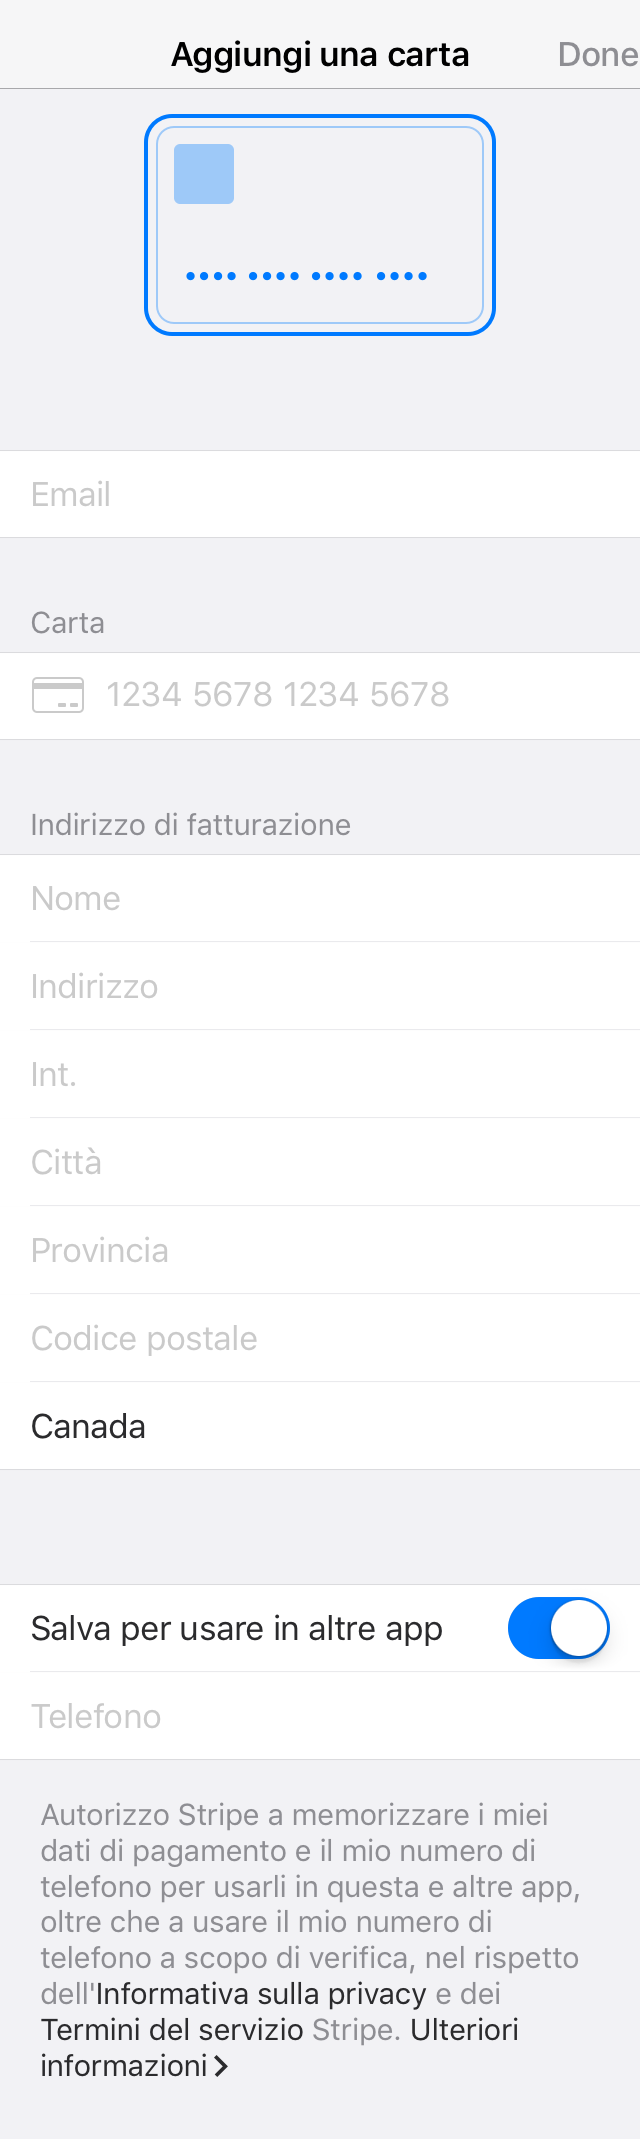 Aggiungi una carta Done
•••• •••• •••• ••••
Email
Carta
1234 5678 1234 5678
Indirizzo di fatturazione
Nome
Indirizzo
Int.
Città
Provincia
Codice postale
Canada
Salva per usare in altre app
Telefono
Autorizzo Stripe a memorizzare i miei
dati di pagamento e il mio numero di
telefono per usarli in questa e altre app,
oltre che a usare il mio numero di
telefono a scopo di verifica, nel rispetto
dell'Informativa sulla privacy e dei
Termini del servizio Stripe. Ulteriori
informazioni